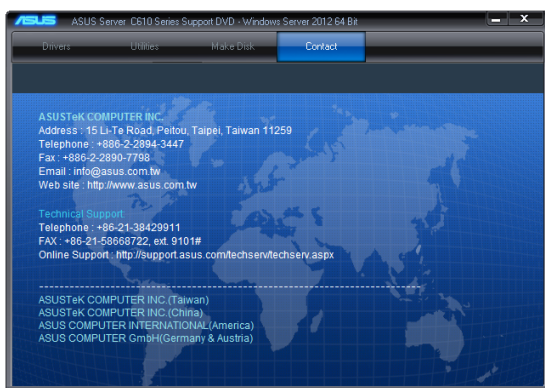 ASUS ASUS Server C610 Series Support DVD - Windows Server 2012 64 Bit
Drivers Utilities Make Disk Contact
ASUSTeK COMPUTER INC.
Address : 15 Li-Te Road, Peitou, Taipei, Taiwan 11259
Telephone : +886-2-2894-3447
Fax : +886-2-2890-7798
Email : info@asus.com.tw
Web site : http://www.asus.com.tw
Technical Support
Telephone : +86-21-38429911
FAX : +86-21-58668722, ext. 9101#
Online Support : http://support.asus.com/techserv/techserv.aspx
ASUSTeK COMPUTER INC.(Taiwan)
ASUSTeK COMPUTER INC.(China)
ASUS COMPUTER INTERNATIONAL(America)
ASUS COMPUTER GmbH(Germany & Austria)